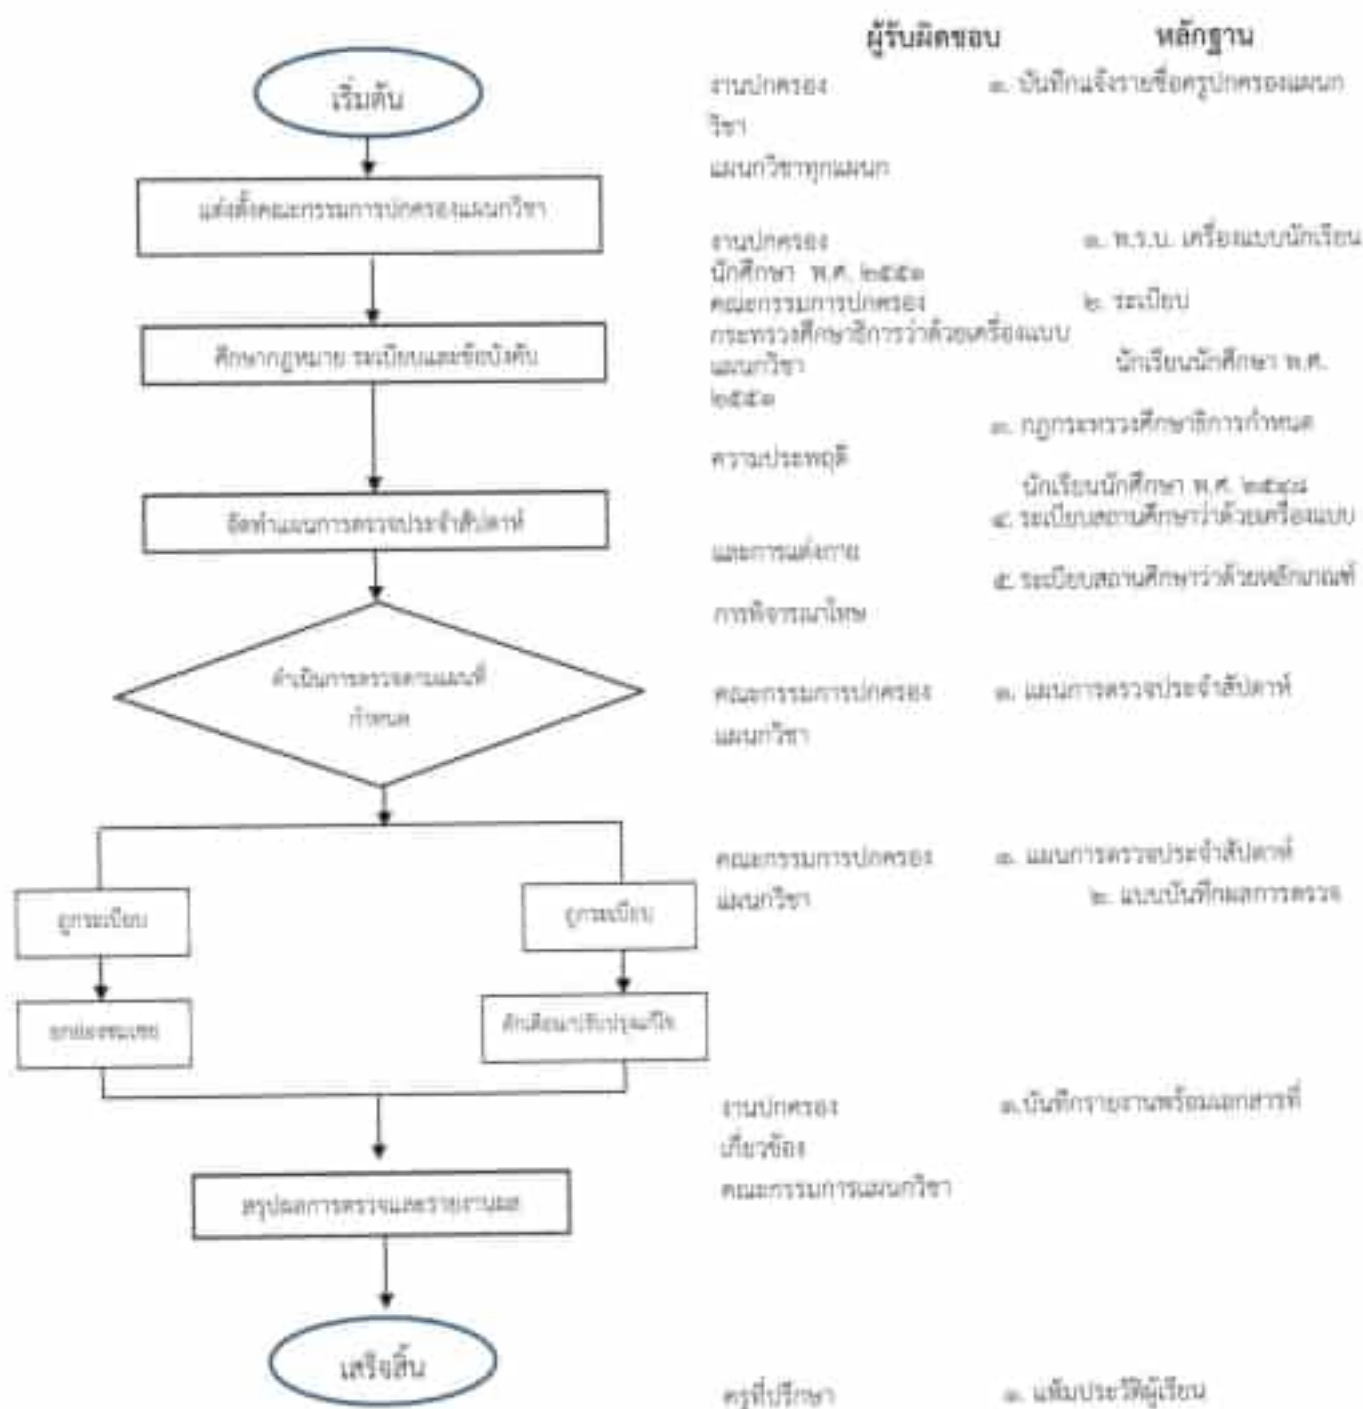 ผู้รับผิดชอบ หลักฐาน
เริ่มต้น
งานปกครอง ๑. บันทึกแจ้งรายชื่อครูปกครองแผนก
วิชา
แผนกวิชาทุกแผนก
แต่งตั้งคณะกรรมการปกครองแผนกวิชา
งานปกครอง ๑. พ.ร.บ. เครื่องแบบนักเรียน
นักศึกษา พ.ศ. ๒๕๕๑
คณะกรรมการปกครอง ๒. ระเบียบ
กระทรวงศึกษาธิการว่าด้วยเครื่องแบบ
แผนกวิชา นักเรียนนักศึกษา พ.ศ.
๒๕๕๑
ศึกษากฎหมาย ระเบียบและข้อบังคับ
๓. กฎกระทรวงศึกษาธิการกำหนด
ความประพฤติ
นักเรียนนักศึกษา พ.ศ. ๒๕๔๘
๔. ระเบียบสถานศึกษาว่าด้วยเครื่องแบบ
จัดทำแผนการตรวจประจำสัปดาห์
และการแต่งกาย
๕. ระเบียบสถานศึกษาว่าด้วยหลักเกณฑ์
การพิจารณาโทษ
ดำเนินการตรวจตามแผนที่
กำหนด
คณะกรรมการปกครอง ๑. แผนการตรวจประจำสัปดาห์
แผนกวิชา
คณะกรรมการปกครอง ๑. แผนการตรวจประจำสัปดาห์
แผนกวิชา ๒. แบบบันทึกผลการตรวจ
ถูกระเบียบ
ถูกระเบียบ
ยกย่องชมเชย
ตักเตือน/ปรับปรุงแก้ไข
งานปกครอง ๑.บันทึกรายงานพร้อมเอกสารที่
เกี่ยวข้อง
คณะกรรมการแผนกวิชา
สรุปผลการตรวจและรายงานผล
เสร็จสิ้น
ครูที่ปรึกษา ๑. แฟ้มประวัติผู้เรียน